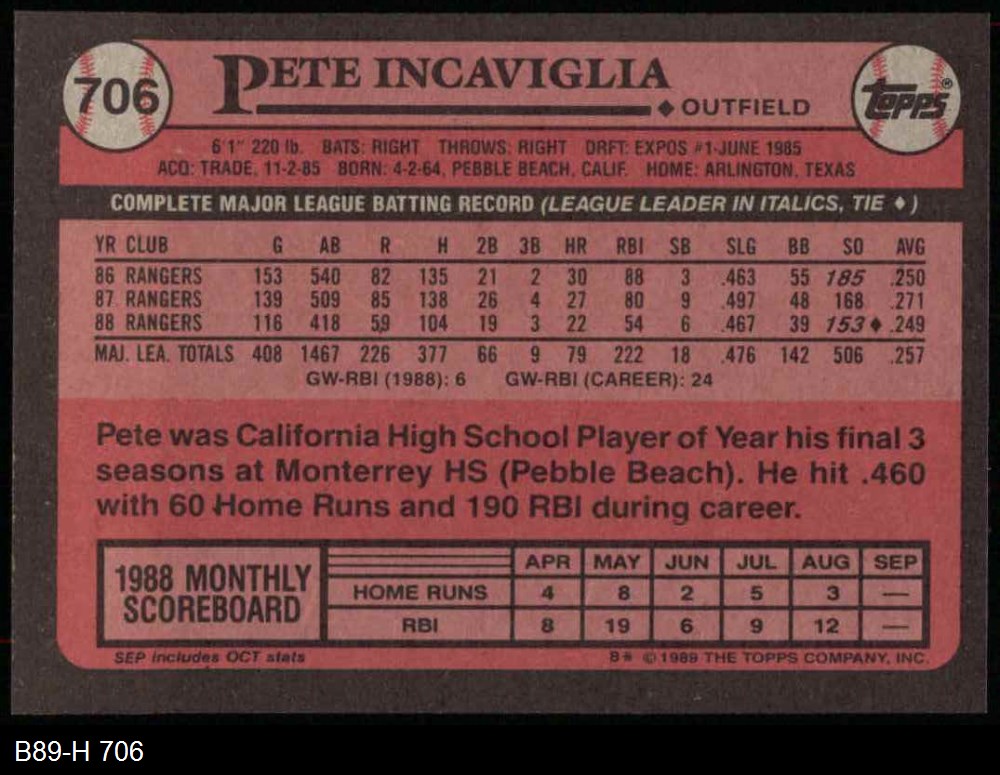 706 PETE INCAVIGLIA
♦ OUTFIELD
Topps®
6'1" 220 lb. BATS: RIGHT THROWS: RIGHT DRFT: EXPOS #1-JUNE 1985
ACQ: TRADE, 11-2-85 BORN: 4-2-64, PEBBLE BEACH, CALIF. HOME: ARLINGTON, TEXAS
COMPLETE MAJOR LEAGUE BATTING RECORD (LEAGUE LEADER IN ITALICS, TIE ♦)
YR CLUB G AB R H 2B 3B HR RBI SB SLG BB SO AVG
86 RANGERS 153 540 82 135 21 2 30 88 3 .463 55 185 .250
87 RANGERS 139 509 85 138 26 4 27 80 9 .497 48 168 .271
88 RANGERS 116 418 59 104 19 3 22 54 6 .467 39 153♦ .249
MAJ. LEA. TOTALS 408 1467 226 377 66 9 79 222 18 .476 142 506 .257
GW-RBI (1988): 6 GW-RBI (CAREER): 24
Pete was California High School Player of Year his final 3
seasons at Monterrey HS (Pebble Beach). He hit .460
with 60 Home Runs and 190 RBI during career.
1988 MONTHLY
SCOREBOARD
APR MAY JUN JUL AUG SEP
HOME RUNS 4 8 2 5 3 —
RBI 8 19 6 9 12 —
SEP includes OCT stats
B* © 1989 THE TOPPS COMPANY, INC.
B89-H 706